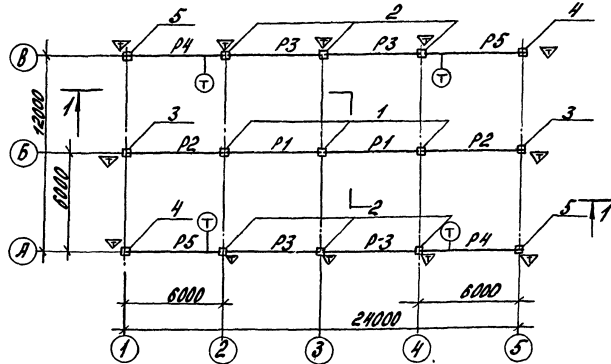 5 2 4
В Р4 Р3 Р3 Р5
Т Т
1 12000
3 1 3
Б Р2 Р1 Р1 Р2
6000
4 2 5 1
Т Т
А Р5 Р3 Р-3 Р4
6000 6000
24000
1 2 3 4 5